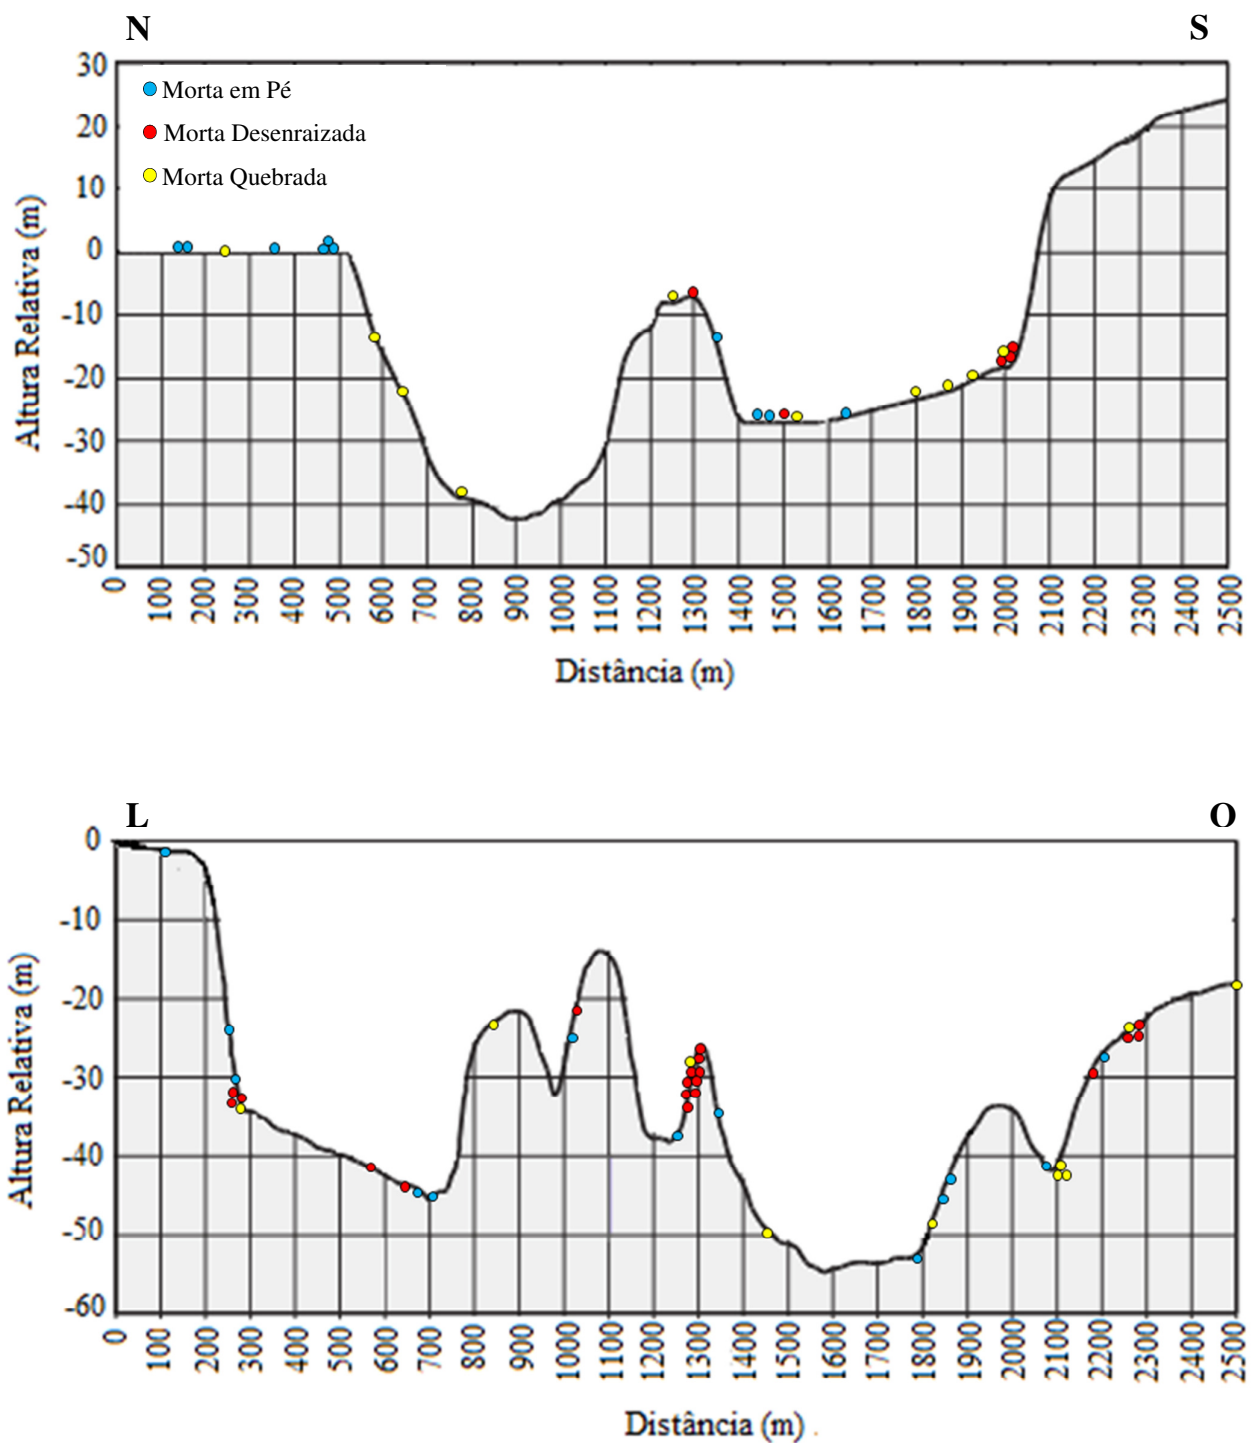 N S
30
Morta em Pé
20
Morta Desenraizada
10
Morta Quebrada
0
-10
-20
-30
-40
-50
Altura Relativa (m)
0 100 200 300 400 500 600 700 800 900 1000 1100 1200 1300 1400 1500 1600 1700 1800 1900 2000 2100 2200 2300 2400 2500
Distância (m)
L O
0
-10
-20
-30
-40
-50
-60
Altura Relativa (m)
0 100 200 300 400 500 600 700 800 900 1000 1100 1200 1300 1400 1500 1600 1700 1800 1900 2000 2100 2200 2300 2400 2500
Distância (m) .